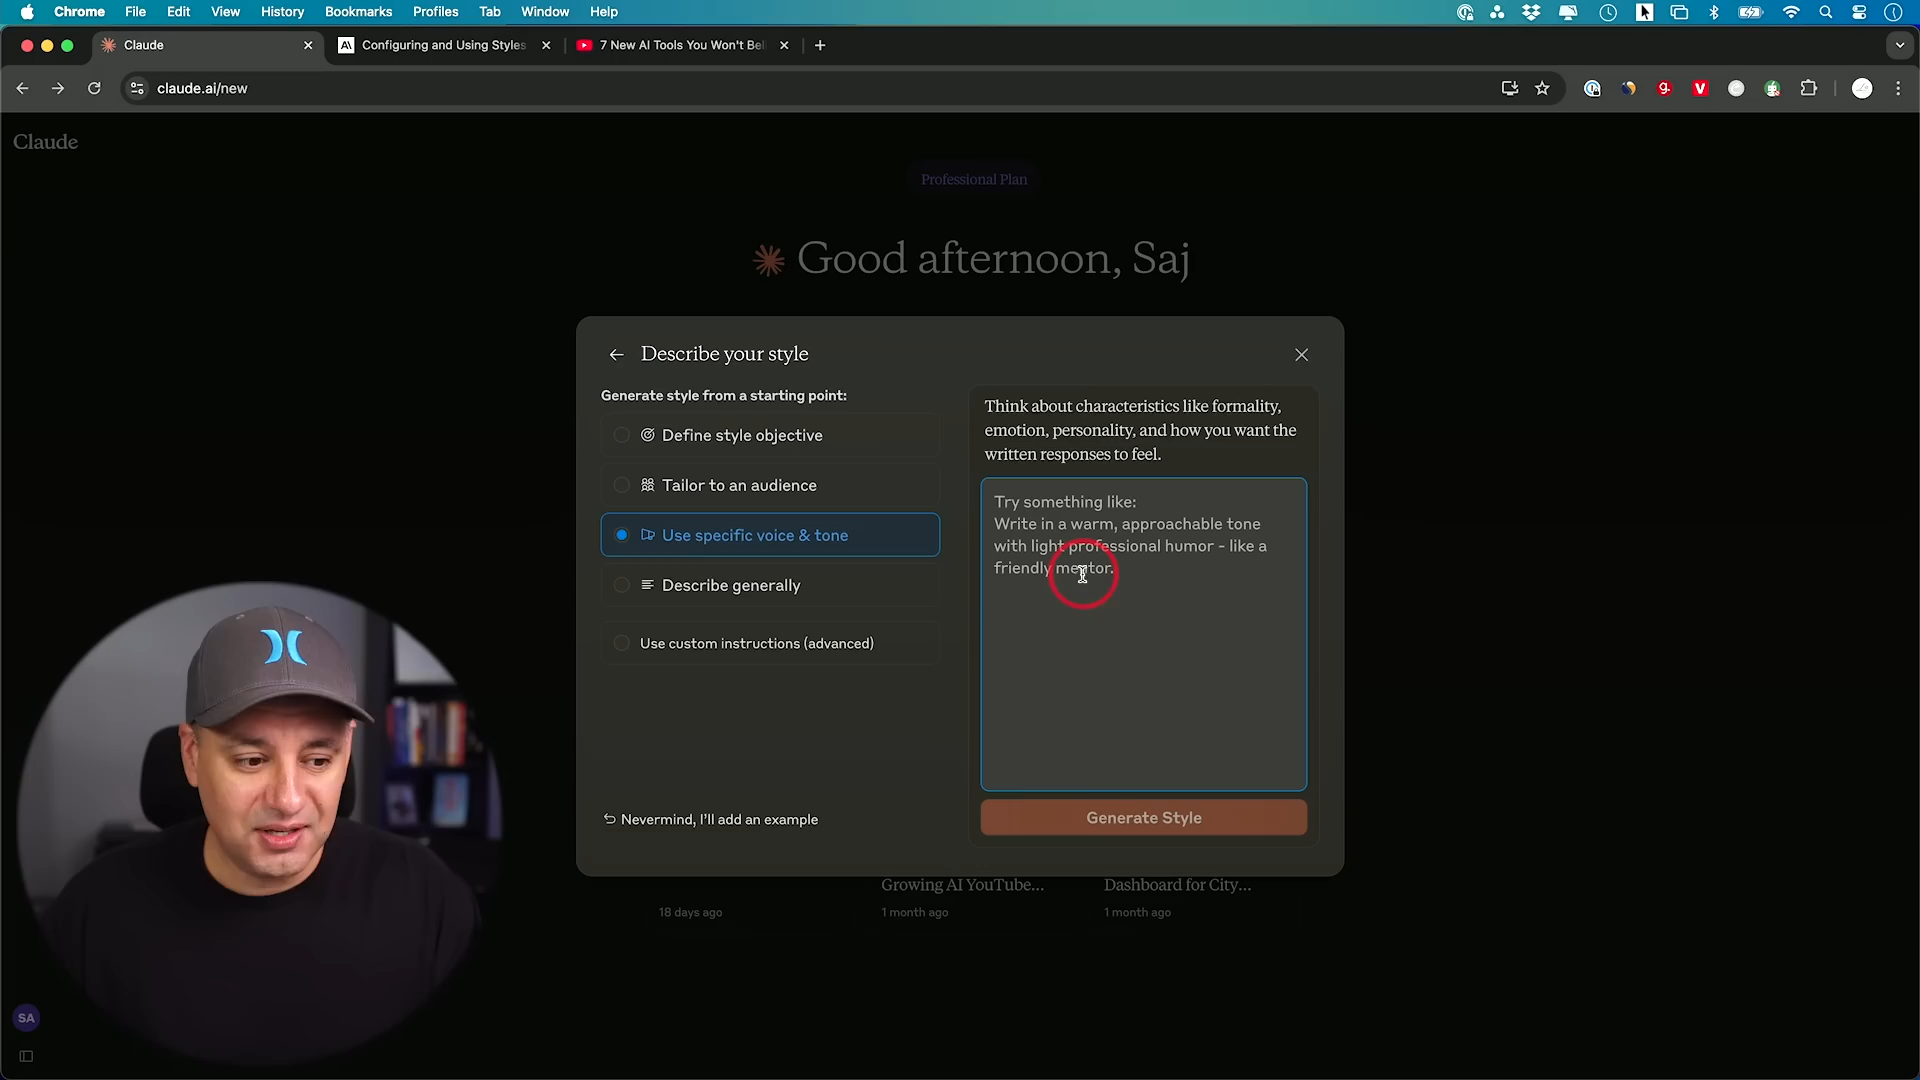 Chrome File Edit View History Bookmarks Profiles Tab Window Help
Claude
Configuring and Using Styles
7 New AI Tools You Won't Bel
claude.ai/new
Claude
Professional Plan
Good afternoon, Saj
Describe your style
Generate style from a starting point:
Define style objective
Tailor to an audience
Use specific voice & tone
Describe generally
Use custom instructions (advanced)
Nevermind, I'll add an example
Think about characteristics like formality,
emotion, personality, and how you want the
written responses to feel.
Try something like:
Write in a warm, approachable tone
with light professional humor - like a
friendly mentor.
Generate Style
Growing AI YouTube...
Dashboard for City...
18 days ago
1 month ago
1 month ago
SA